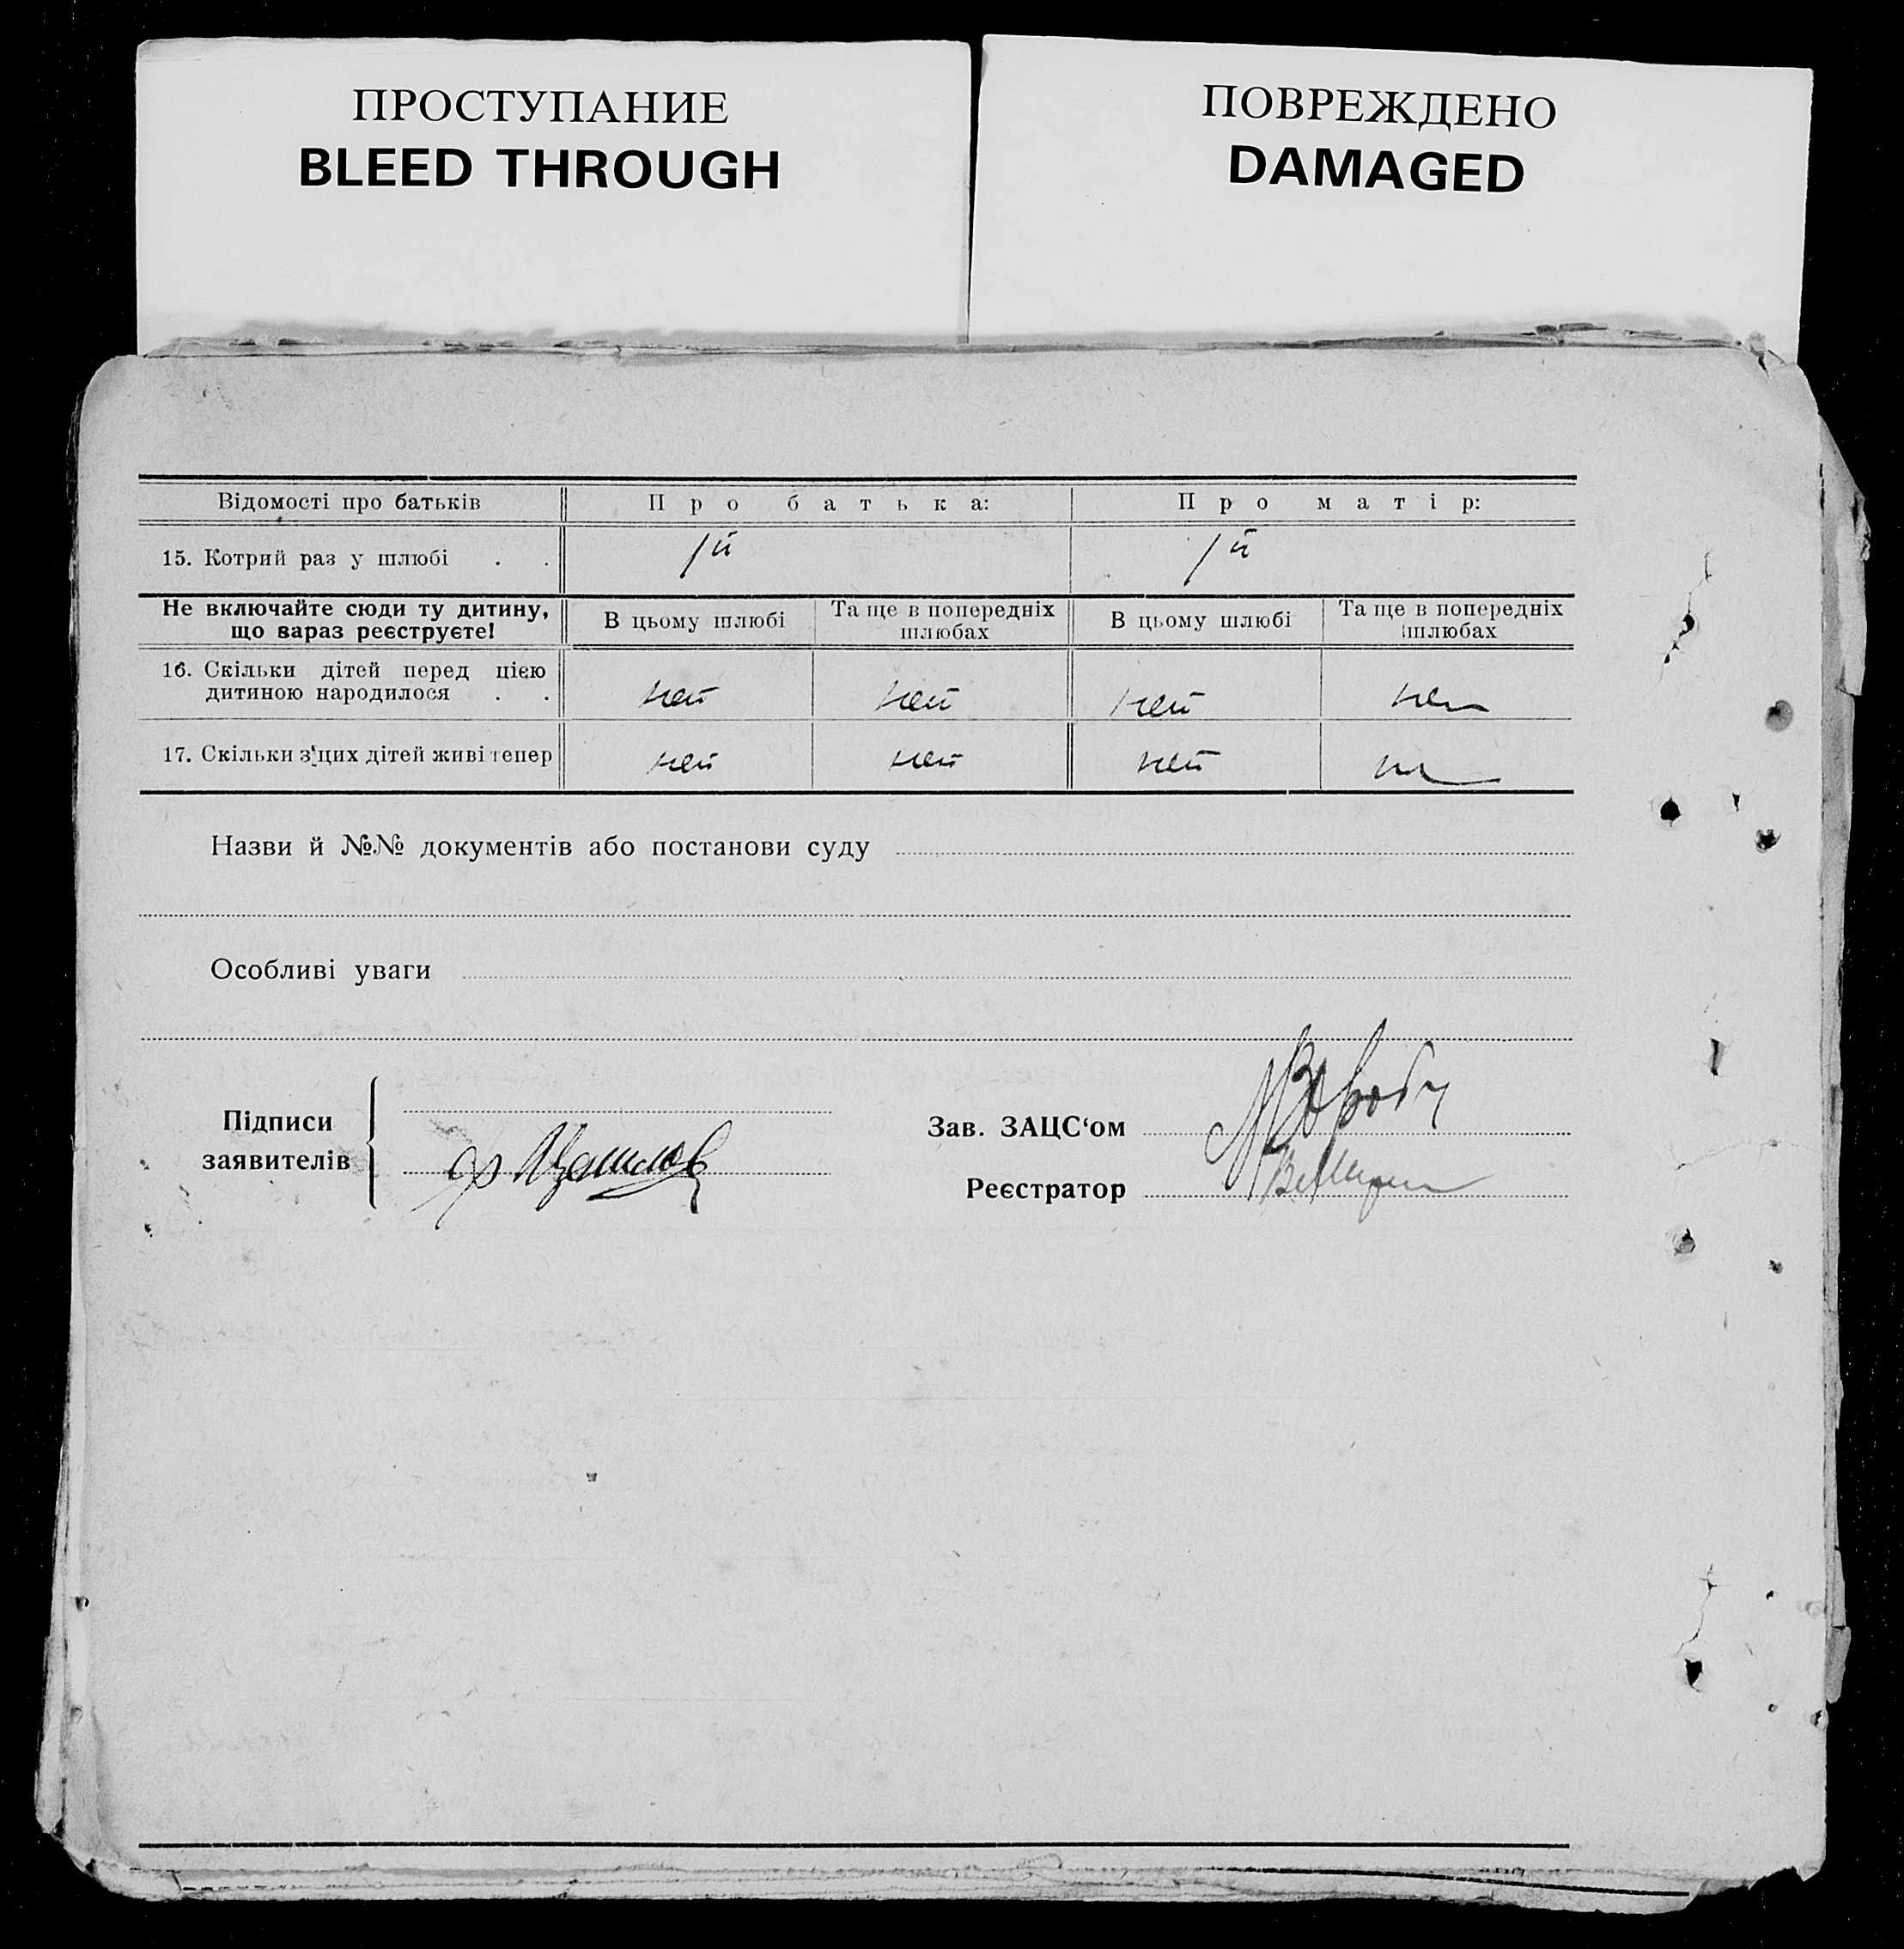 ПРОСТУПАНИЕ
BLEED THROUGH
ПОВРЕЖДЕНО
DAMAGED
Відомості про батьків
Про батька:
Про матір:
15. Котрий раз у шлюбі . .
1й
1й
Не включайте сюди ту дитину,
що зараз реєструєте!
В цьому шлюбі
Та ще в попередніх
шлюбах
В цьому шлюбі
Та ще в попередніх
шлюбах
16. Скільки дітей перед цією
дитиною народилося . .
нет
нет
нет
нет
17. Скільки з'цих дітей живі тепер
нет
нет
нет
Назви й №№ документів або постанови суду
Особливі уваги
Підписи
заявителів
Зав. ЗАЦС‘ом
Реєстратор